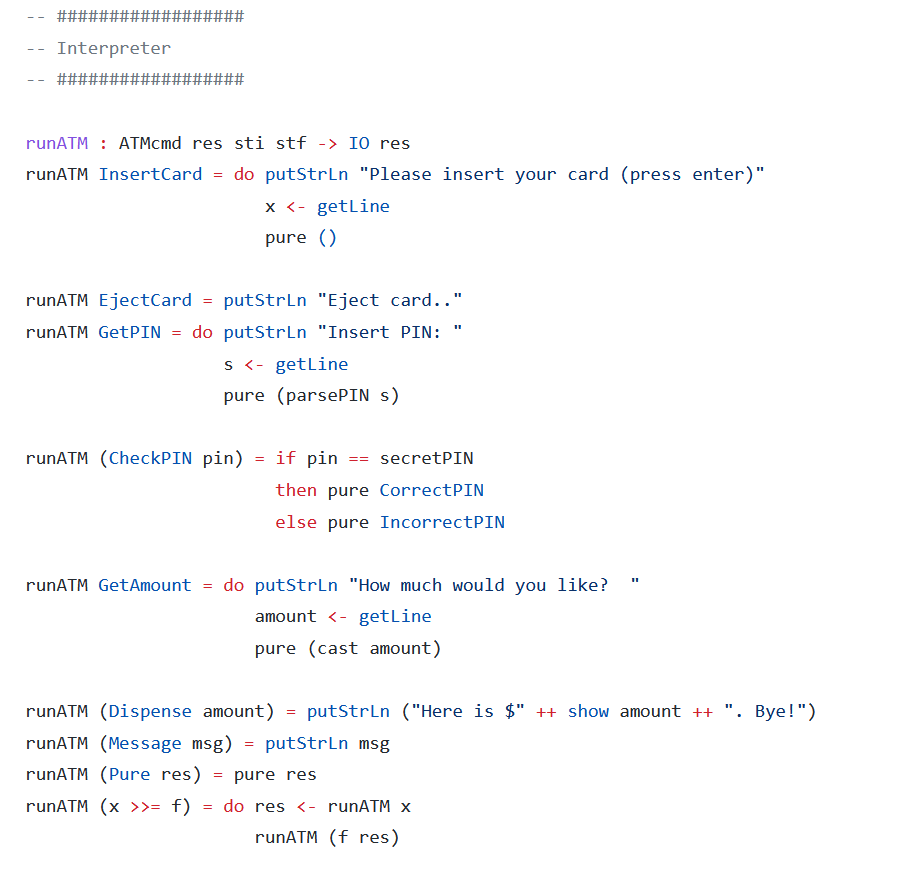 -- ##################
-- Interpreter
-- ##################
runATM : ATMcmd res sti stf -> IO res
runATM InsertCard = do putStrLn "Please insert your card (press enter)"
x <- getLine
pure ()
runATM EjectCard = putStrLn "Eject card.."
runATM GetPIN = do putStrLn "Insert PIN: "
s <- getLine
pure (parsePIN s)
runATM (CheckPIN pin) = if pin == secretPIN
then pure CorrectPIN
else pure IncorrectPIN
runATM GetAmount = do putStrLn "How much would you like?  "
amount <- getLine
pure (cast amount)
runATM (Dispense amount) = putStrLn ("Here is $" ++ show amount ++ ". Bye!")
runATM (Message msg) = putStrLn msg
runATM (Pure res) = pure res
runATM (x >>= f) = do res <- runATM x
runATM (f res)